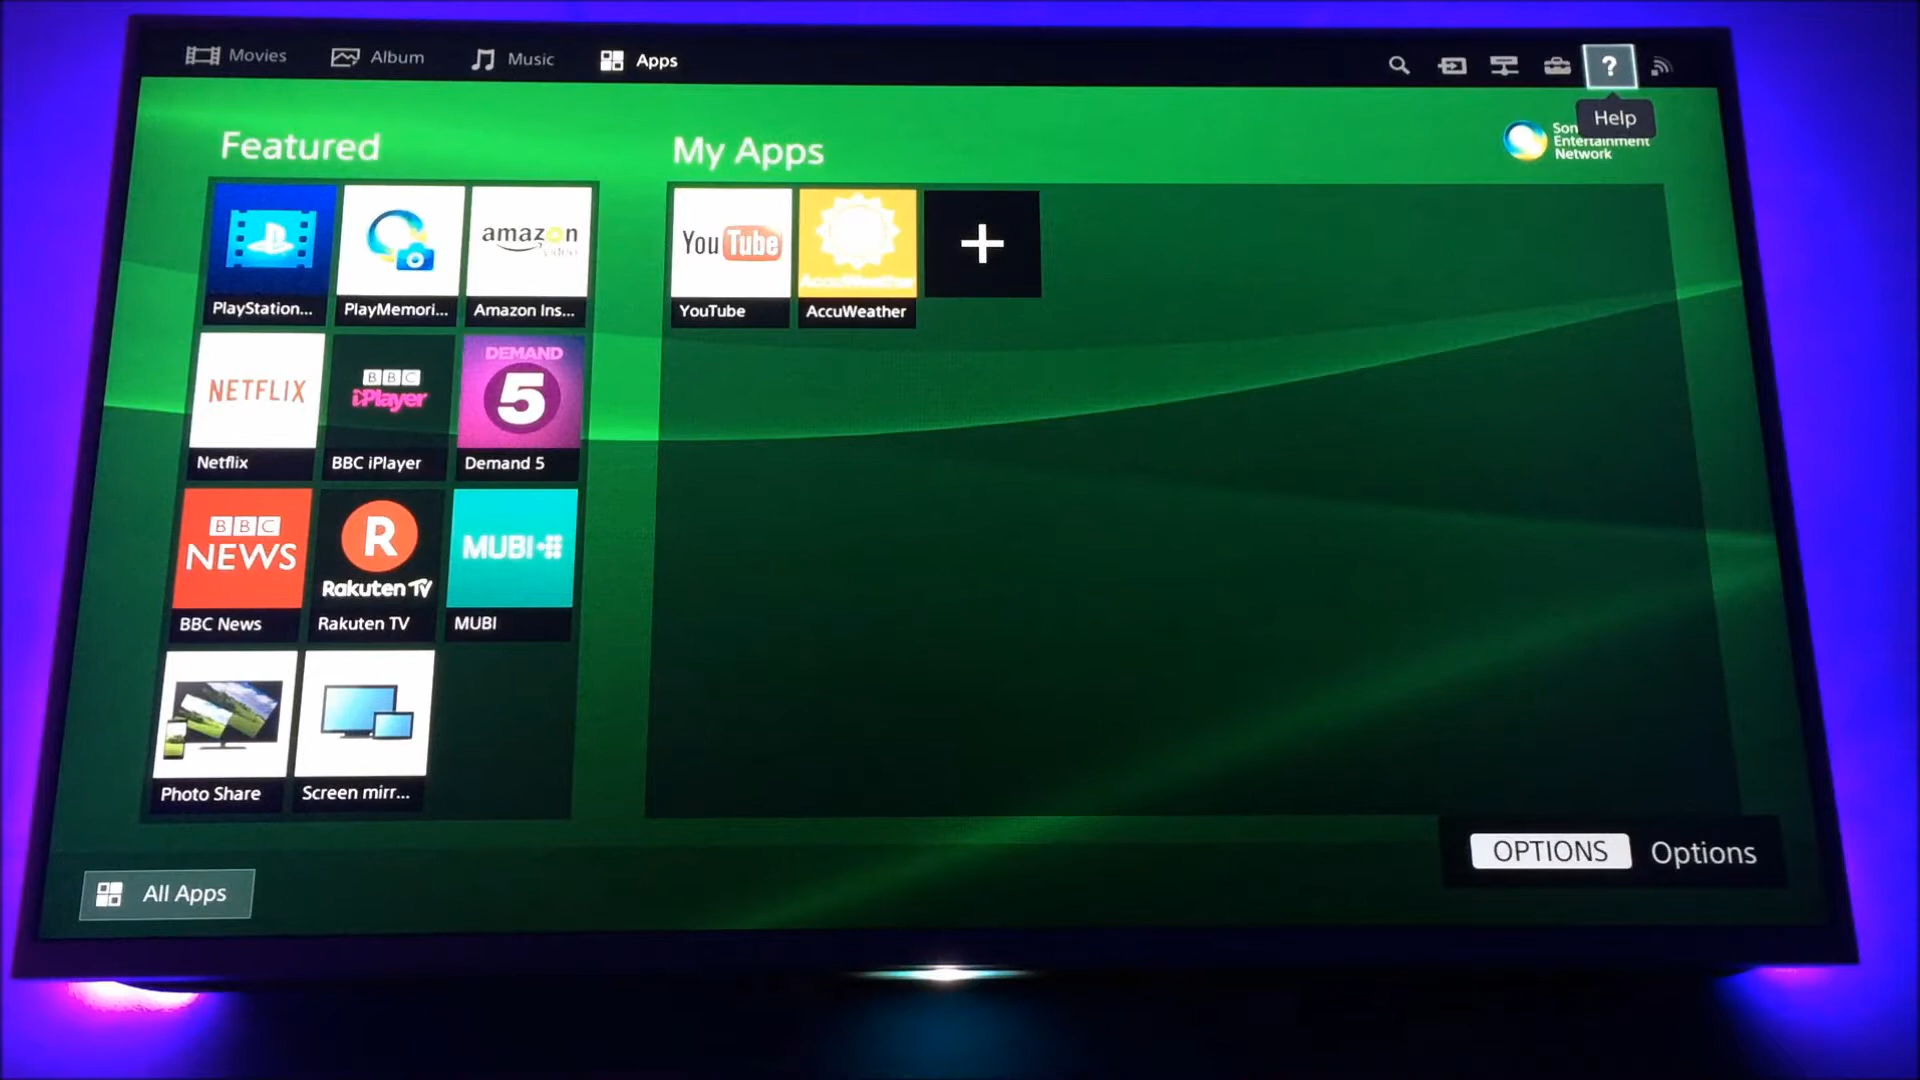 Movies
Album
Music
Apps
?
Help
Featured
My Apps
Entertainment
Network
amazon
video
You Tube
AccuWeather
PlayStation...
PlayMemori...
Amazon Ins...
YouTube
AccuWeather
NETFLIX
BBC
iPlayer
DEMAND
5
Netflix
BBC iPlayer
Demand 5
BBC
NEWS
R
Rakuten TV
MUBI
BBC News
Rakuten TV
MUBI
Photo Share
Screen mirr...
OPTIONS Options
All Apps